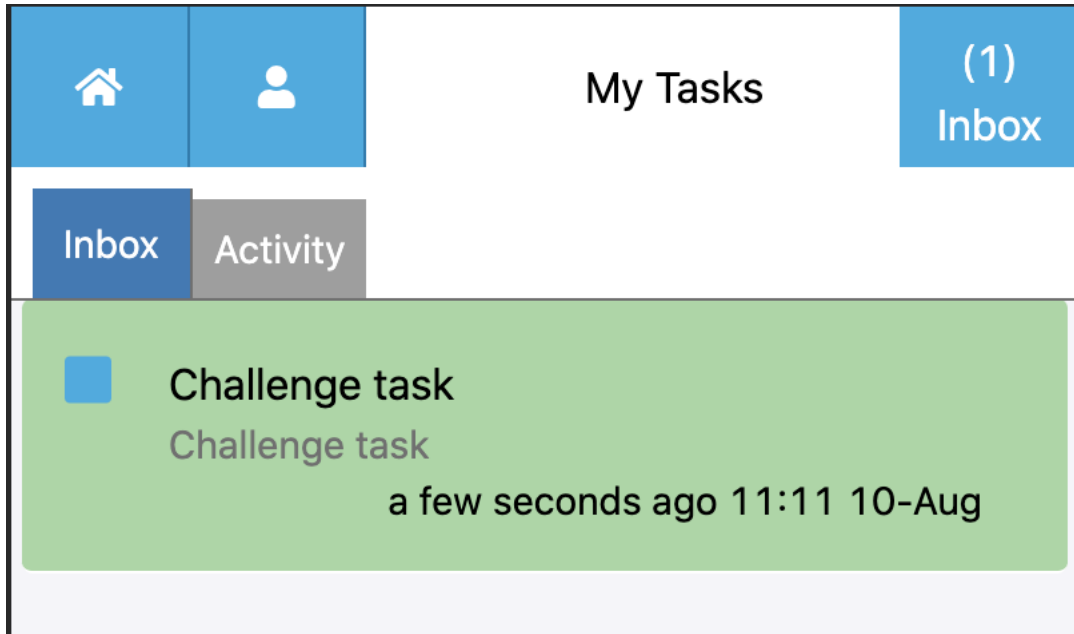 My Tasks
(1)
Inbox
Inbox
Activity
Challenge task
Challenge task
a few seconds ago 11:11 10-Aug